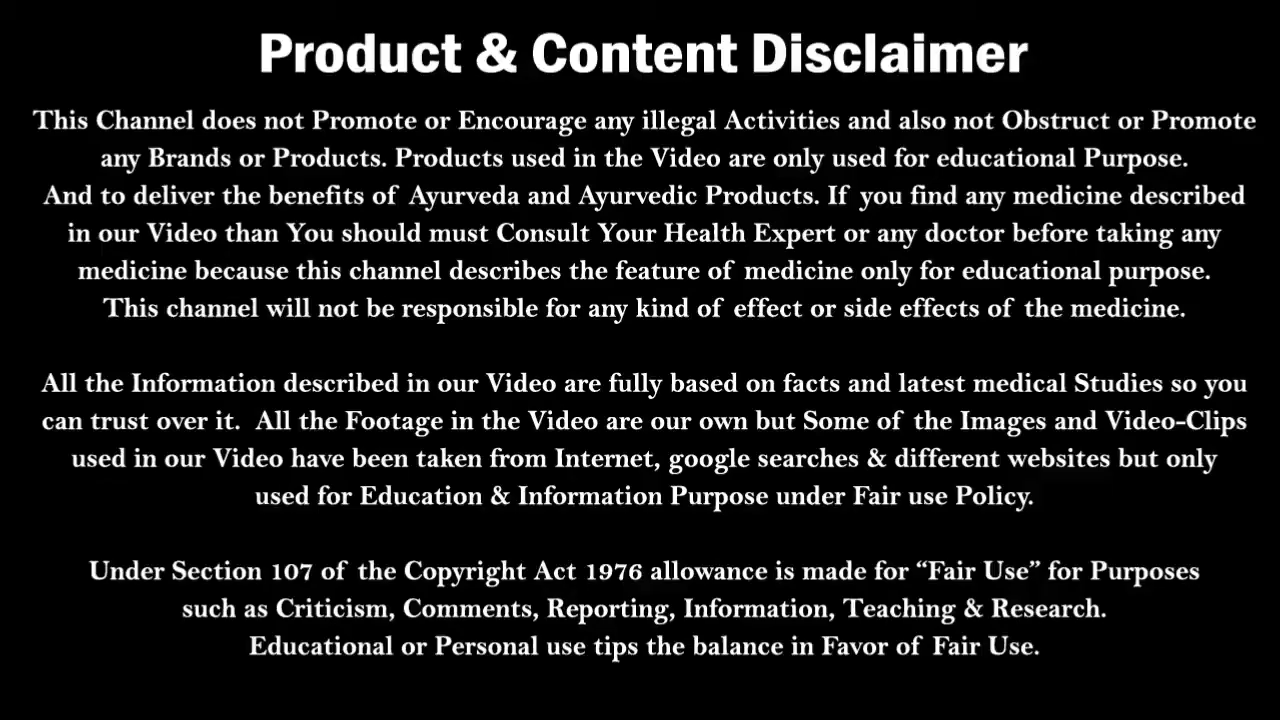 Product & Content Disclaimer
This Channel does not Promote or Encourage any illegal Activities and also not Obstruct or Promote
any Brands or Products. Products used in the Video are only used for educational Purpose.
And to deliver the benefits of Ayurveda and Ayurvedic Products. If you find any medicine described
in our Video than You should must Consult Your Health Expert or any doctor before taking any
medicine because this channel describes the feature of medicine only for educational purpose.
This channel will not be responsible for any kind of effect or side effects of the medicine.
All the Information described in our Video are fully based on facts and latest medical Studies so you
can trust over it. All the Footage in the Video are our own but Some of the Images and Video-Clips
used in our Video have been taken from Internet, google searches & different websites but only
used for Education & Information Purpose under Fair use Policy.
Under Section 107 of the Copyright Act 1976 allowance is made for “Fair Use” for Purposes
such as Criticism, Comments, Reporting, Information, Teaching & Research.
Educational or Personal use tips the balance in Favor of Fair Use.